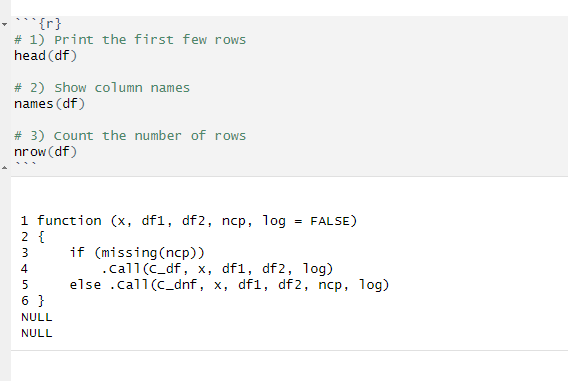 ```{r}
# 1) Print the first few rows
head(df)
# 2) Show column names
names(df)
# 3) Count the number of rows
nrow(df)
```
1 function (x, df1, df2, ncp, log = FALSE)
2 {
3     if (missing(ncp))
4         .Call(C_df, x, df1, df2, log)
5     else .Call(C_dnf, x, df1, df2, ncp, log)
6 }
NULL
NULL